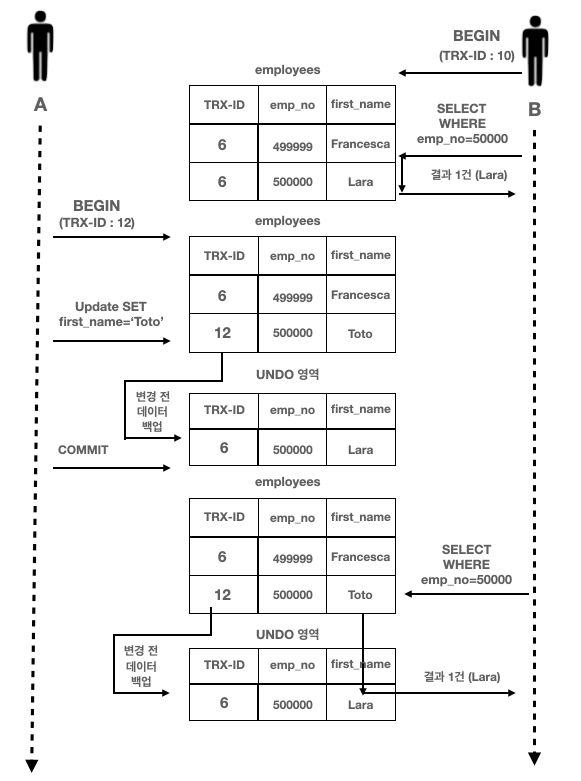 BEGIN
(TRX-ID : 10)
A
B
employees
TRX-ID emp_no first_name
6 499999 Francesca
6 500000 Lara
SELECT
WHERE
emp_no=50000
결과 1건 (Lara)
BEGIN
(TRX-ID : 12)
employees
TRX-ID emp_no first_name
6 499999 Francesca
12 500000 Toto
Update SET
first_name=‘Toto’
UNDO 영역
변경 전
데이터
백업
TRX-ID emp_no first_name
6 500000 Lara
COMMIT
employees
TRX-ID emp_no first_name
6 499999 Francesca
12 500000 Toto
SELECT
WHERE
emp_no=50000
UNDO 영역
변경 전
데이터
백업
TRX-ID emp_no first_name
6 500000 Lara
결과 1건 (Lara)